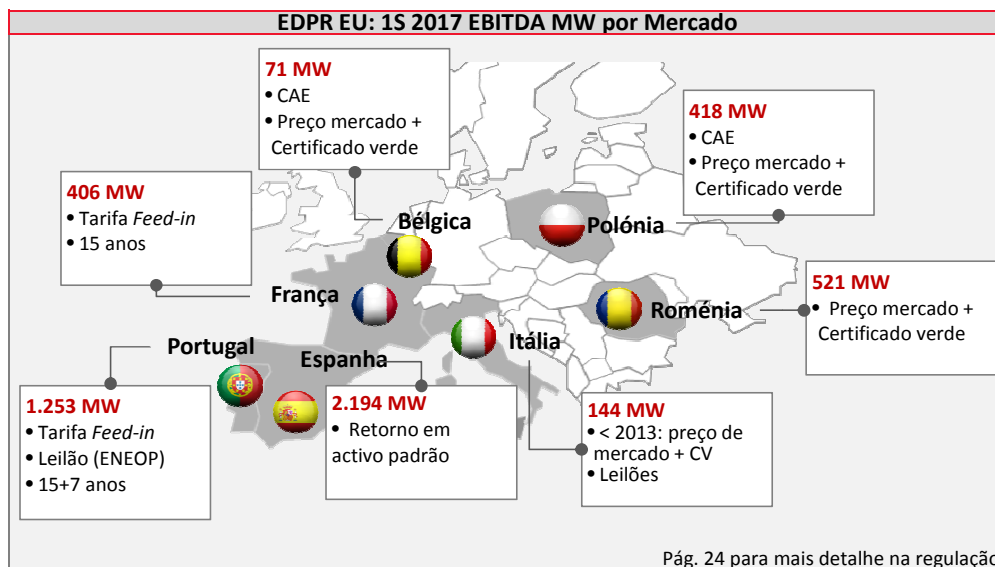 EDPR EU: 1S 2017 EBITDA MW por Mercado
71 MW
• CAE
• Preço mercado +
Certificado verde
418 MW
• CAE
• Preço mercado +
Certificado verde
406 MW
• Tarifa Feed-in
• 15 anos
Bélgica
Polónia
França
Roménia
521 MW
• Preço mercado +
Certificado verde
Itália
Portugal
Espanha
1.253 MW
• Tarifa Feed-in
• Leilão (ENEOP)
• 15+7 anos
2.194 MW
• Retorno em
activo padrão
144 MW
• < 2013: preço de
mercado + CV
• Leilões
Pág. 24 para mais detalhe na regulação